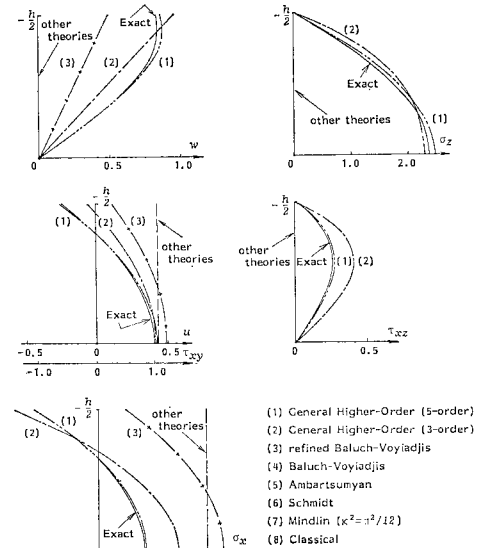 -h/2
other theories
Exact
(3)
(2)
(1)
0 0.5 1.0
w
-h/2
(2)
Exact
(1)
other theories
0 1.0 2.0
σz
-h/2
(1)
(2)
(3)
other theories
Exact
u
-0.5 0 0.5
τxy
-1.0 0 1.0
-h/2
other theories
Exact
(1)
(2)
τxz
0 0.5
-h/2
other theories
(1)
(2)
(3)
Exact
σx
(1) General Higher-Order (5-order)
(2) General Higher-Order (3-order)
(3) refined Baluch-Voyiadjis
(4) Baluch-Voyiadjis
(5) Ambartsumyan
(6) Schmidt
(7) Mindlin (κ²=π²/12)
(8) Classical